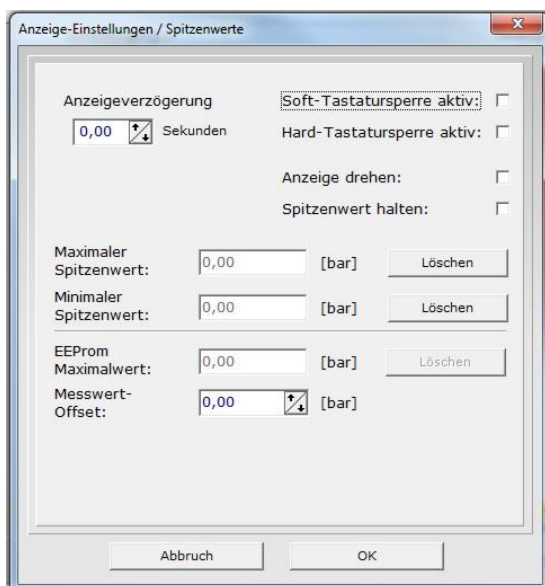 Anzeige-Einstellungen / Spitzenwerte
Anzeigeverzögerung
0,00 Sekunden
Soft-Tastatursperre aktiv:
Hard-Tastatursperre aktiv:
Anzeige drehen:
Spitzenwert halten:
Maximaler
Spitzenwert:
0,00 [bar] Löschen
Minimaler
Spitzenwert:
0,00 [bar] Löschen
EEProm
Maximalwert:
0,00 [bar] Löschen
Messwert-
Offset:
0,00 [bar]
Abbruch OK